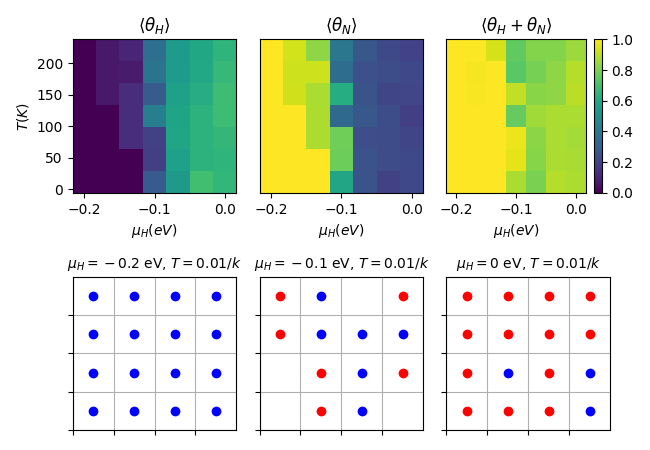 ⟨θ_H⟩ ⟨θ_N⟩ ⟨θ_H + θ_N⟩
T(K)
200
150
100
50
0
1.0
0.8
0.6
0.4
0.2
0.0
−0.2 −0.1 0.0 −0.2 −0.1 0.0 −0.2 −0.1 0.0
μ_H(eV) μ_H(eV) μ_H(eV)
μ_H = −0.2 eV, T = 0.01/k μ_H = −0.1 eV, T = 0.01/k μ_H = 0 eV, T = 0.01/k